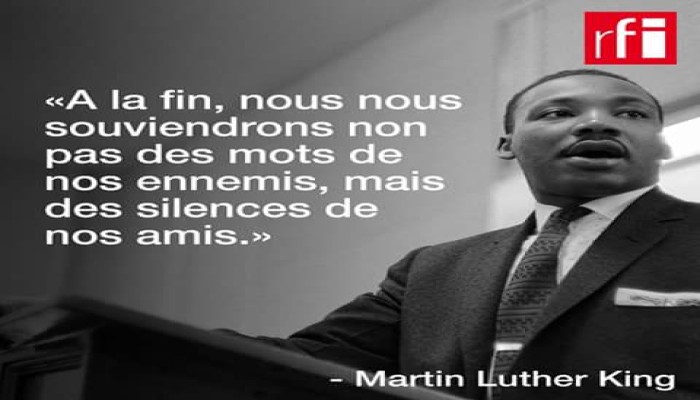 rfi
«A la fin, nous nous
souviendrons non
pas des mots de
nos ennemis, mais
des silences de
nos amis.»
- Martin Luther King